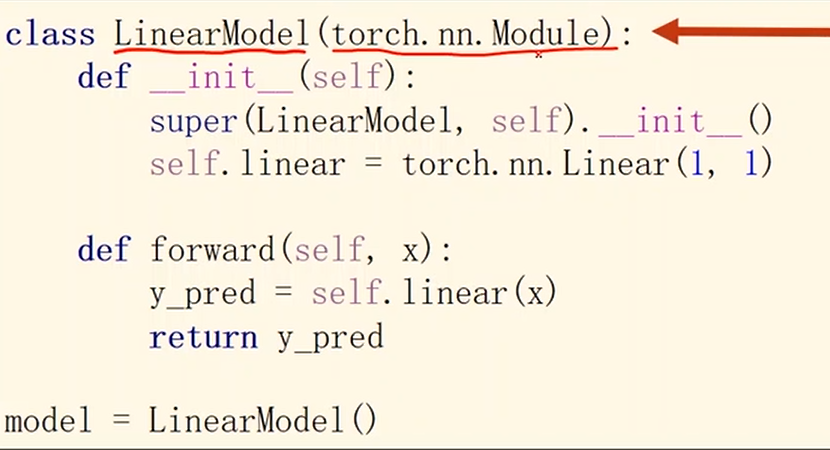 class LinearModel(torch.nn.Module):
    def __init__(self):
        super(LinearModel, self).__init__()
        self.linear = torch.nn.Linear(1, 1)
    def forward(self, x):
        y_pred = self.linear(x)
        return y_pred
model = LinearModel()